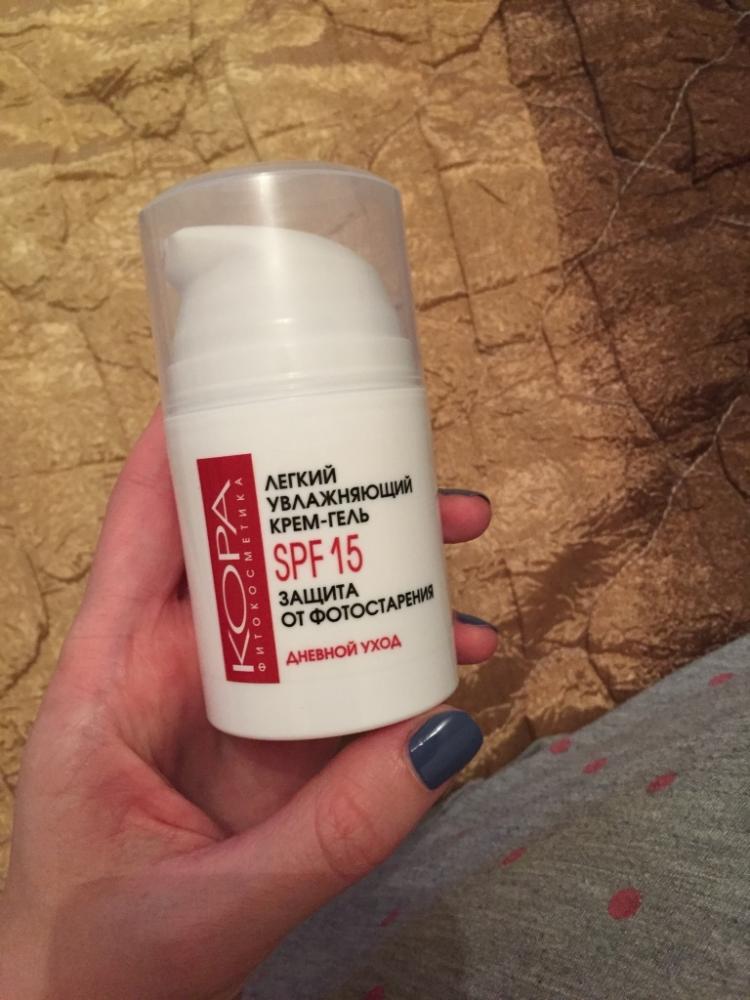 КОРА
ФИТОКОСМЕТИКА
ЛЕГКИЙ
УВЛАЖНЯЮЩИЙ
КРЕМ-ГЕЛЬ
SPF 15
ЗАЩИТА
ОТ ФОТОСТАРЕНИЯ
ДНЕВНОЙ УХОД